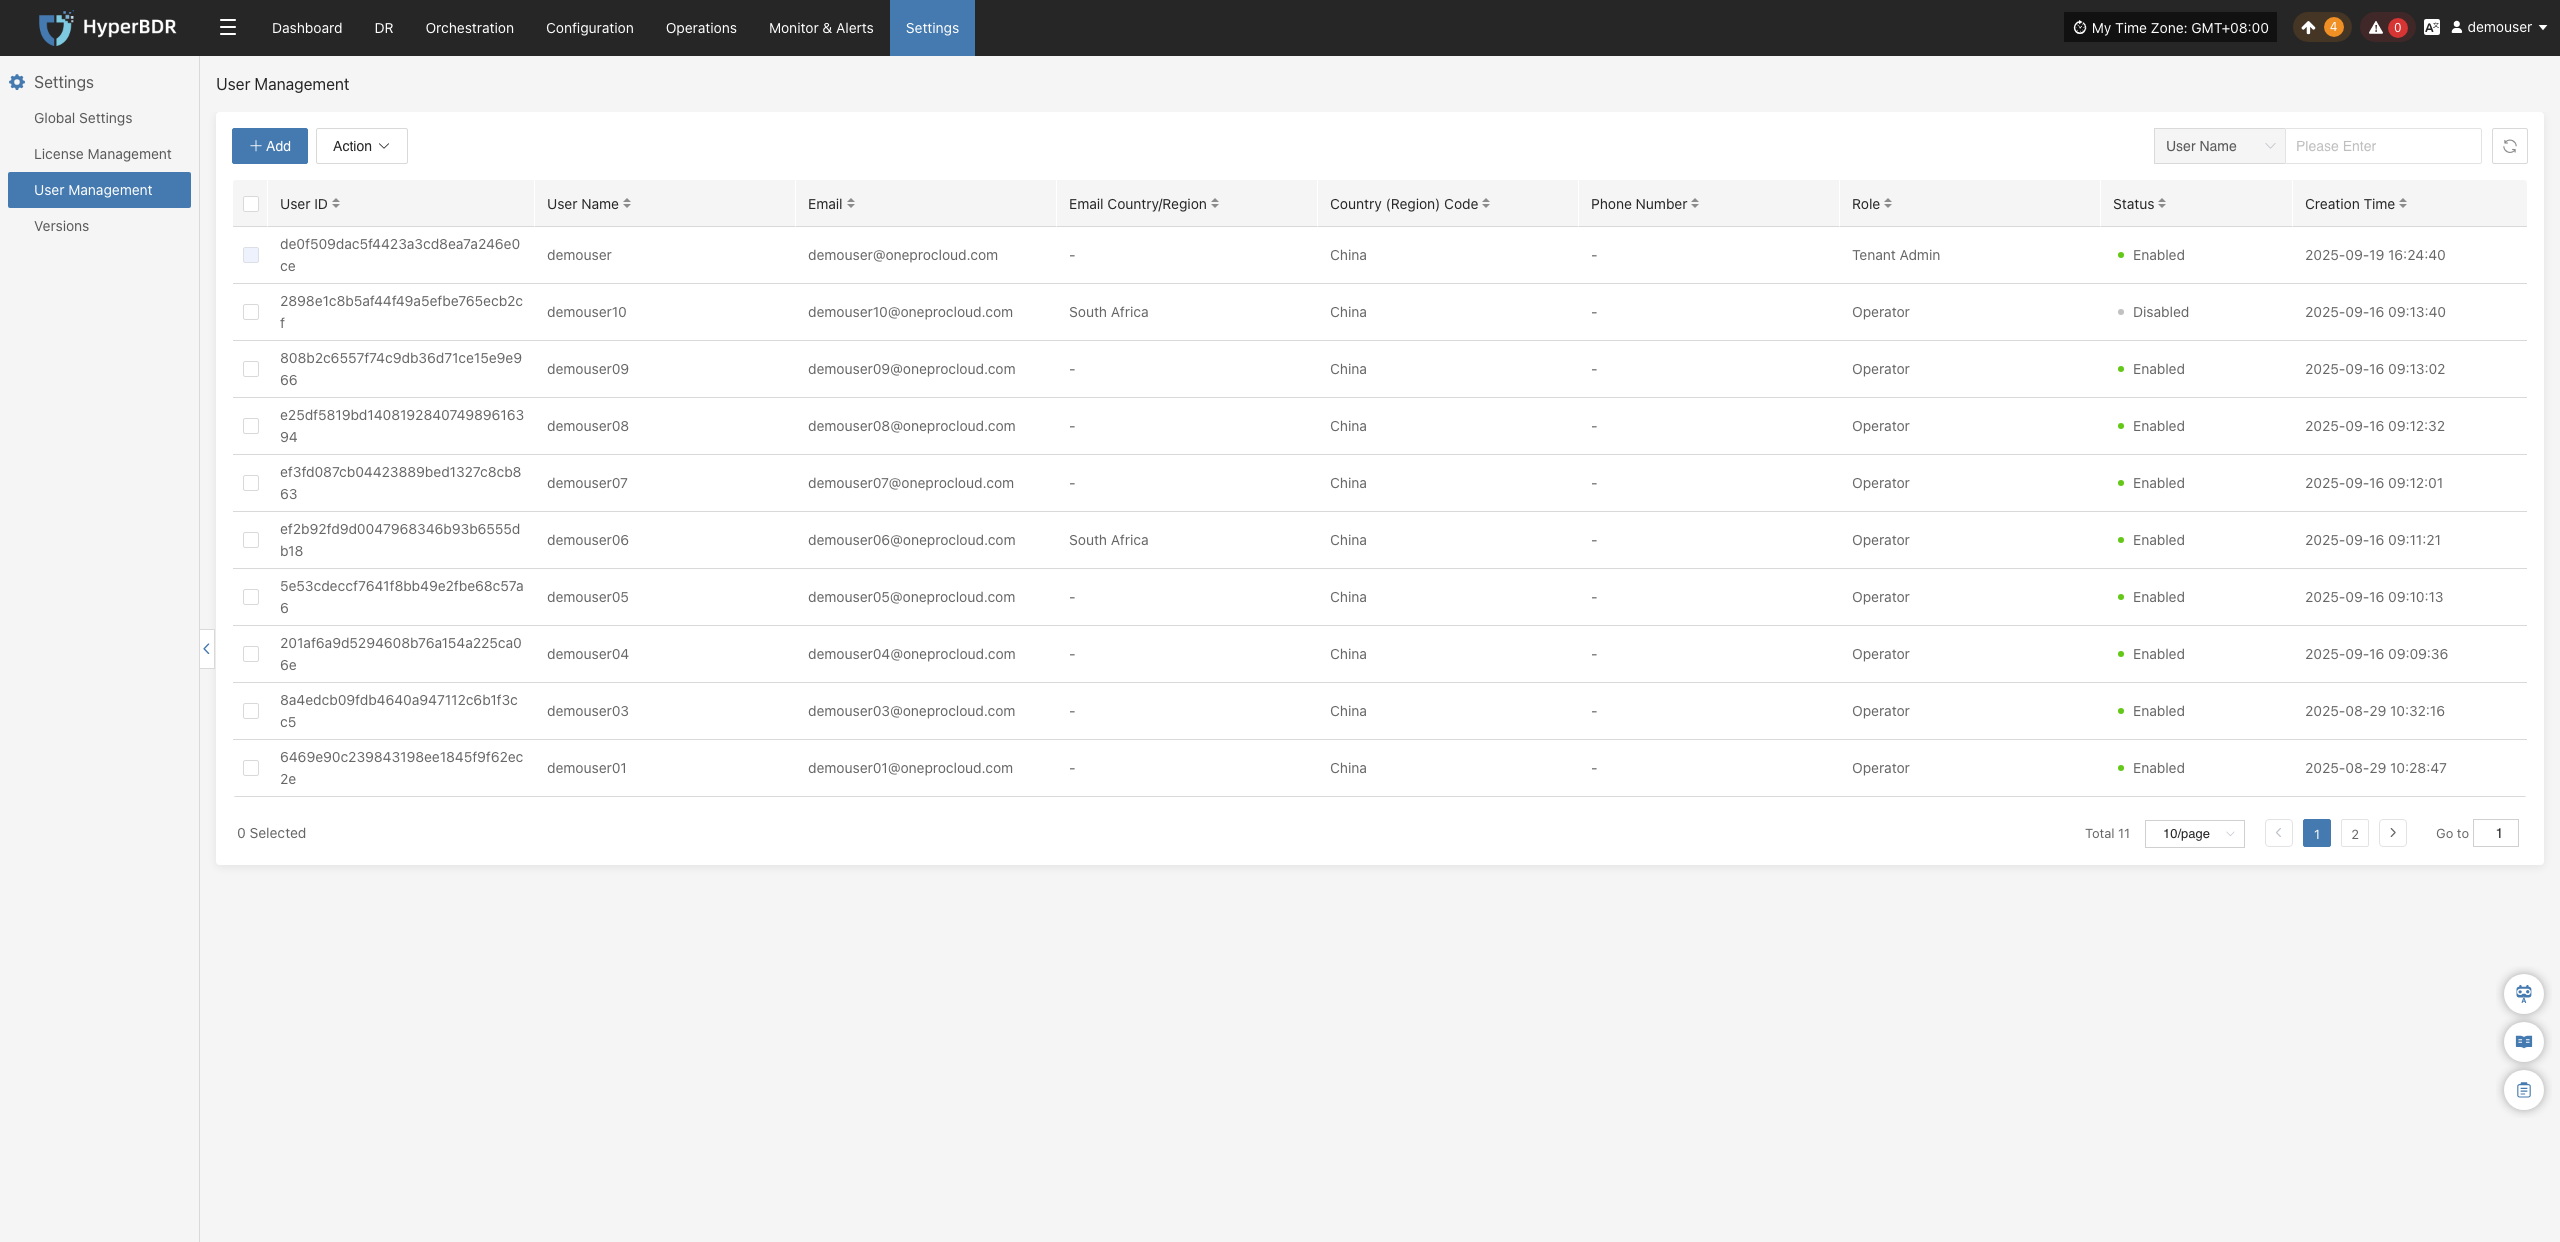 HyperBDR
Dashboard DR Orchestration Configuration Operations Monitor & Alerts Settings
My Time Zone: GMT+08:00 4 0 demouser
Settings
Global Settings
License Management
User Management
Versions
User Management
Add Action
User Name Please Enter
User ID User Name Email Email Country/Region Country (Region) Code Phone Number Role Status Creation Time
de0f509dac5f4423a3cd8ea7a246e0
ce
demouser demouser@oneprocloud.com - China - Tenant Admin Enabled 2025-09-19 16:24:40
2898e1c8b5af44f49a5efbe765ecb2c
f
demouser10 demouser10@oneprocloud.com South Africa China - Operator Disabled 2025-09-16 09:13:40
808b2c6557f74c9db36d71ce15e9e9
66
demouser09 demouser09@oneprocloud.com - China - Operator Enabled 2025-09-16 09:13:02
e25df5819bd1408192840749896163
94
demouser08 demouser08@oneprocloud.com - China - Operator Enabled 2025-09-16 09:12:32
ef3fd087cb04423889bed1327c8cb8
63
demouser07 demouser07@oneprocloud.com - China - Operator Enabled 2025-09-16 09:12:01
ef2b92fd9d0047968346b93b6555d
b18
demouser06 demouser06@oneprocloud.com South Africa China - Operator Enabled 2025-09-16 09:11:21
5e53cdeccf7641f8bb49e2fbe68c57a
6
demouser05 demouser05@oneprocloud.com - China - Operator Enabled 2025-09-16 09:10:13
201af6a9d5294608b76a154a225ca0
6e
demouser04 demouser04@oneprocloud.com - China - Operator Enabled 2025-09-16 09:09:36
8a4edcb09fdb4640a947112c6b1f3c
c5
demouser03 demouser03@oneprocloud.com - China - Operator Enabled 2025-08-29 10:32:16
6469e90c239843198ee1845f9f62ec
2e
demouser01 demouser01@oneprocloud.com - China - Operator Enabled 2025-08-29 10:28:47
0 Selected
Total 11 10/page 1 2 Go to 1